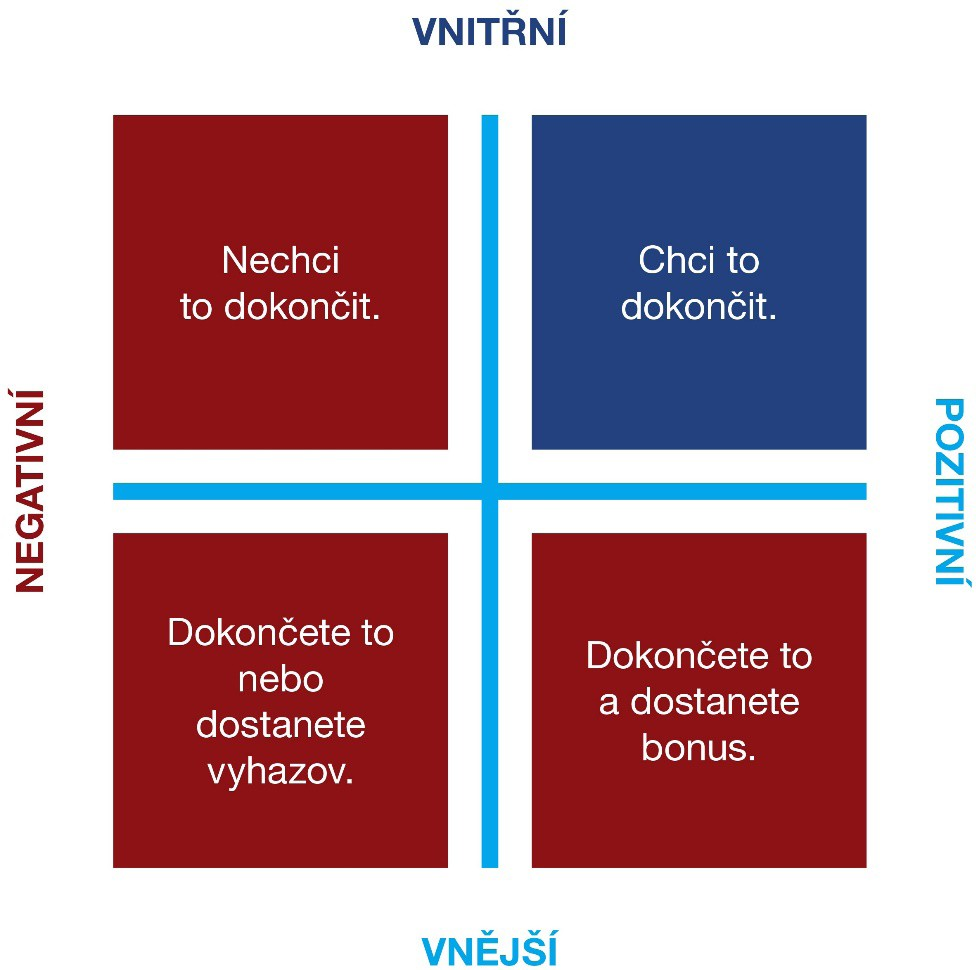 VNITŘNÍ
Nechci
to dokončit.
Chci to
dokončit.
NEGATIVNÍ
POZITIVNÍ
Dokončete to
nebo
dostanete
vyhazov.
Dokončete to
a dostanete
bonus.
VNĚJŠÍ